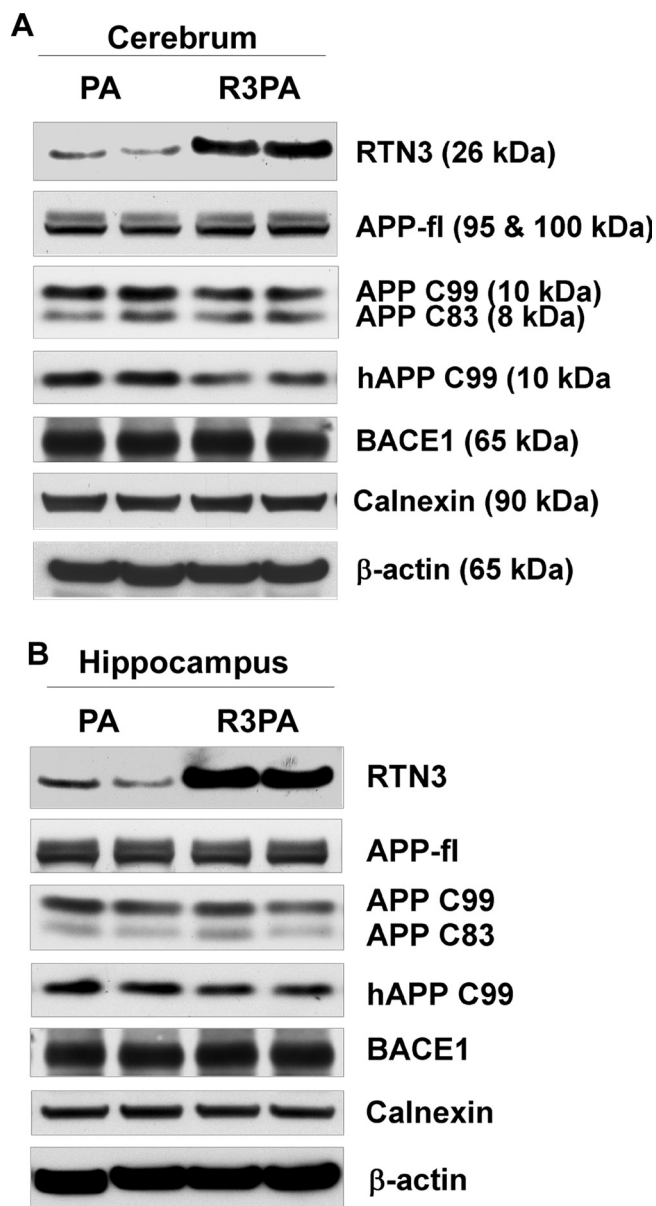 A
Cerebrum
PA R3PA
RTN3 (26 kDa)
APP-fl (95 & 100 kDa)
APP C99 (10 kDa)
APP C83 (8 kDa)
hAPP C99 (10 kDa
BACE1 (65 kDa)
Calnexin (90 kDa)
β-actin (65 kDa)
B
Hippocampus
PA R3PA
RTN3
APP-fl
APP C99
APP C83
hAPP C99
BACE1
Calnexin
β-actin